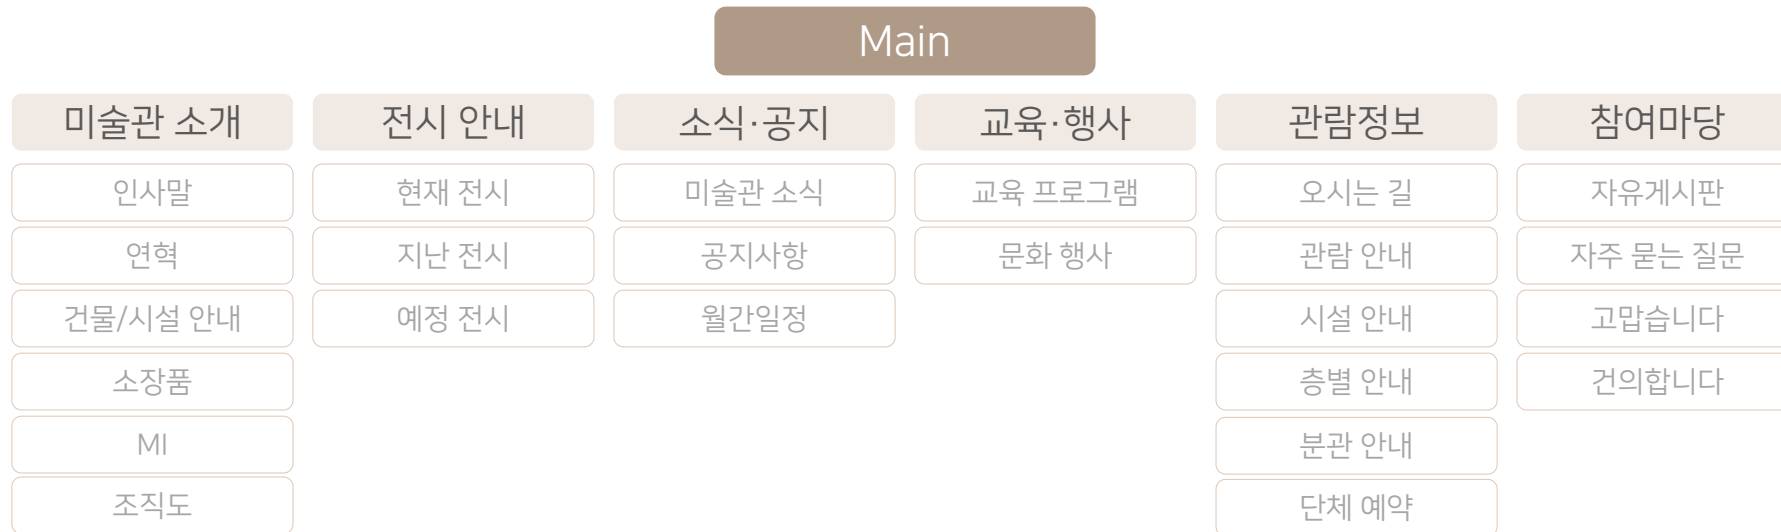 Main
미술관 소개
전시 안내
소식·공지
교육·행사
관람정보
참여마당
인사말
현재 전시
미술관 소식
교육 프로그램
오시는 길
자유게시판
연혁
지난 전시
공지사항
문화 행사
관람 안내
자주 묻는 질문
건물/시설 안내
예정 전시
월간일정
시설 안내
고맙습니다
소장품
층별 안내
건의합니다
MI
분관 안내
조직도
단체 예약